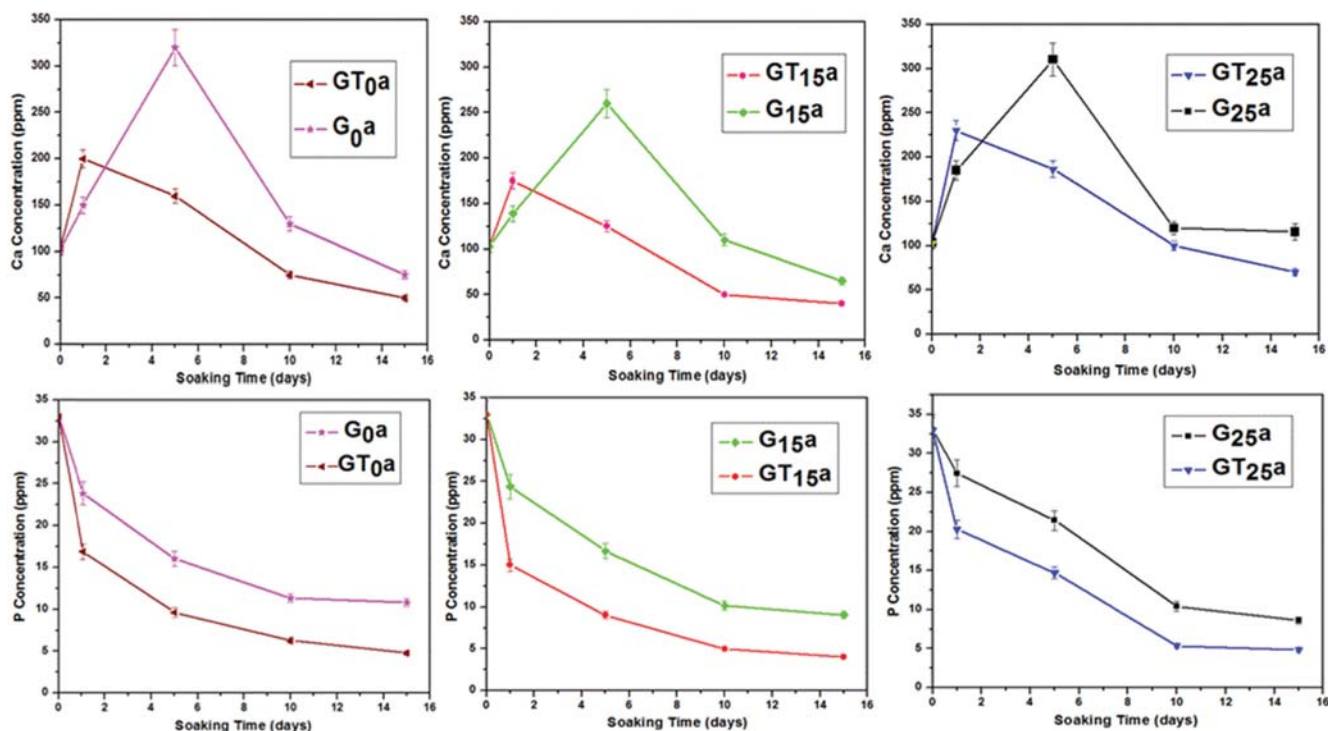 350
300
250
200
150
100
50
0
Ca Concentration (ppm)
GT0a
G0a
0 2 4 6 8 10 12 14 16
Soaking Time (days)
350
300
250
200
150
100
50
0
Ca Concentration (ppm)
GT15a
G15a
0 2 4 6 8 10 12 14 16
Soaking Time (days)
350
300
250
200
150
100
50
0
Ca Concentration (ppm)
GT25a
G25a
0 2 4 6 8 10 12 14 16
Soaking Time (days)
35
30
25
20
15
10
5
0
P Concentration (ppm)
G0a
GT0a
0 2 4 6 8 10 12 14 16
Soaking Time (days)
35
30
25
20
15
10
5
0
P Concentration (ppm)
G15a
GT15a
0 2 4 6 8 10 12 14 16
Soaking Time (days)
35
30
25
20
15
10
5
0
P Concentration (ppm)
G25a
GT25a
0 2 4 6 8 10 12 14 16
Soaking Time (days)